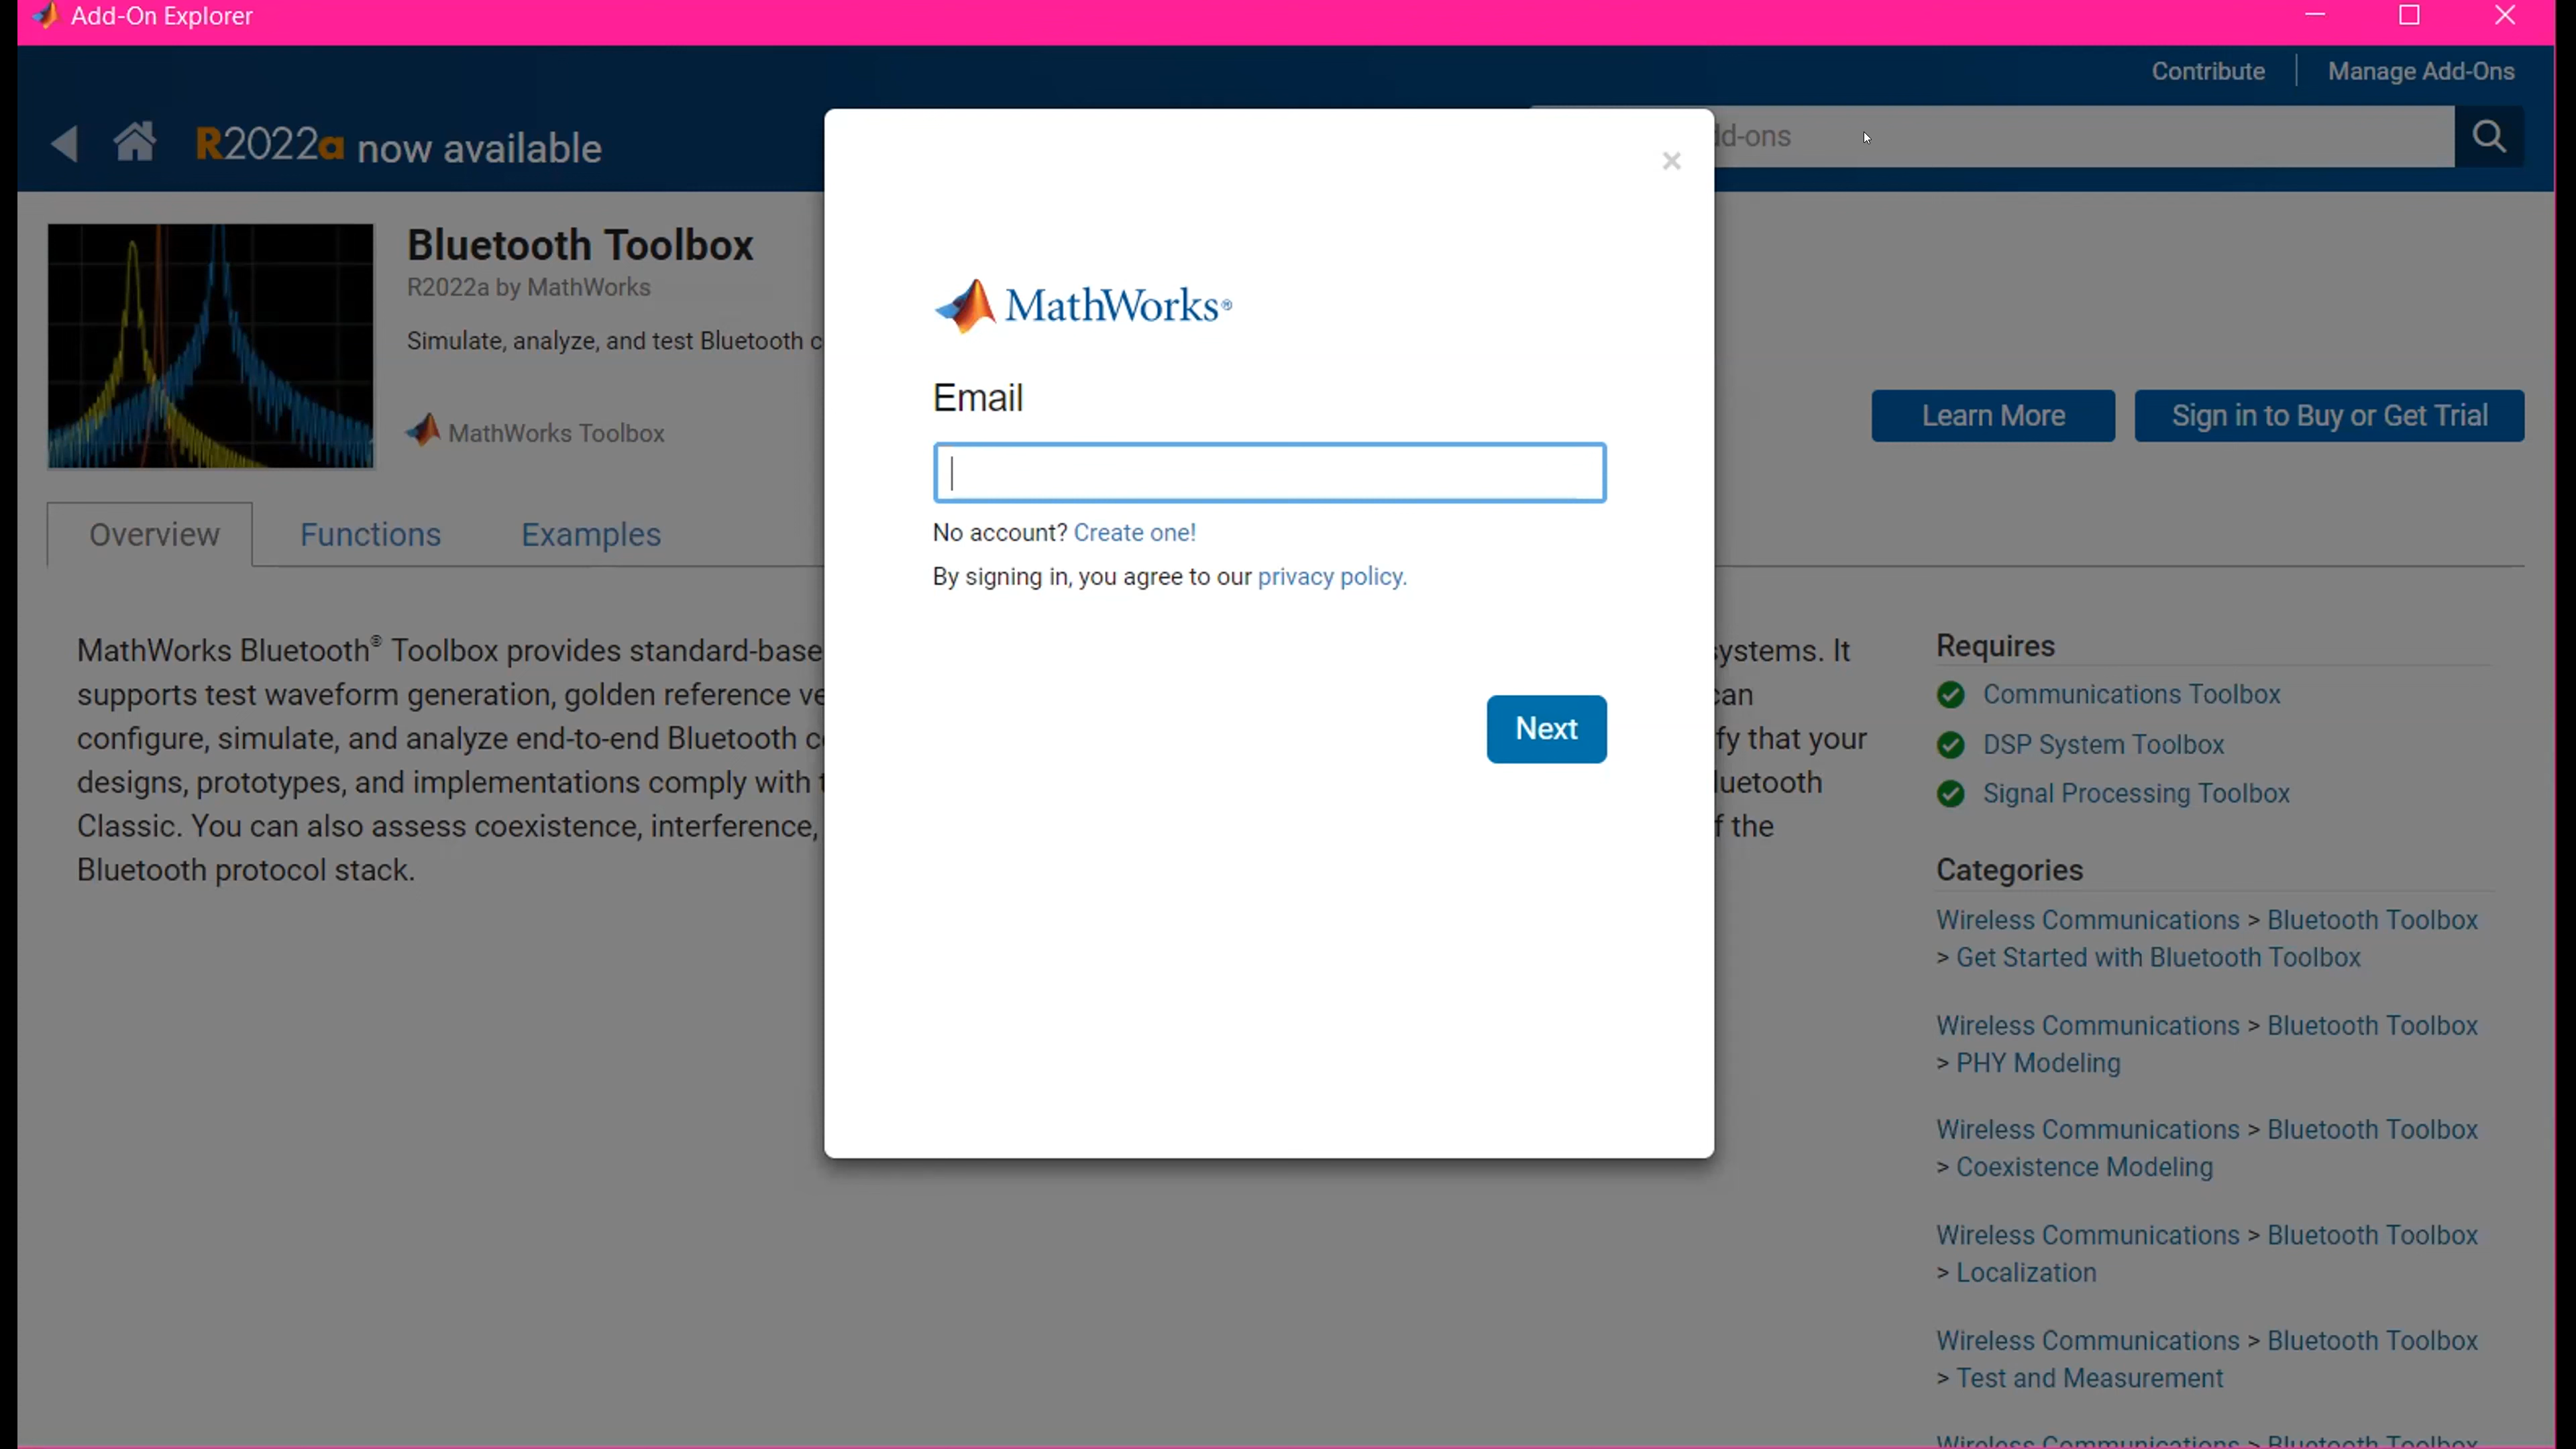 Add-On Explorer
Contribute
Manage Add-Ons
R2022a now available
Bluetooth Toolbox
R2022a by MathWorks
Simulate, analyze, and test Bluetooth
MathWorks Toolbox
MathWorks®
Email
No account? Create one!
By signing in, you agree to our privacy policy.
Next
Learn More
Sign in to Buy or Get Trial
Overview
Functions
Examples
MathWorks Bluetooth® Toolbox provides standard-base
systems. It
supports test waveform generation, golden reference
configure, simulate, and analyze end-to-end Bluetooth
that your
designs, prototypes, and implementations comply with
Classic. You can also assess coexistence, interference,
the
Bluetooth protocol stack.
Requires
Communications Toolbox
DSP System Toolbox
Signal Processing Toolbox
Categories
Wireless Communications > Bluetooth Toolbox
> Get Started with Bluetooth Toolbox
Wireless Communications > Bluetooth Toolbox
> PHY Modeling
Wireless Communications > Bluetooth Toolbox
> Coexistence Modeling
Wireless Communications > Bluetooth Toolbox
> Localization
Wireless Communications > Bluetooth Toolbox
> Test and Measurement
Wireless Communications > Bluetooth Toolbox